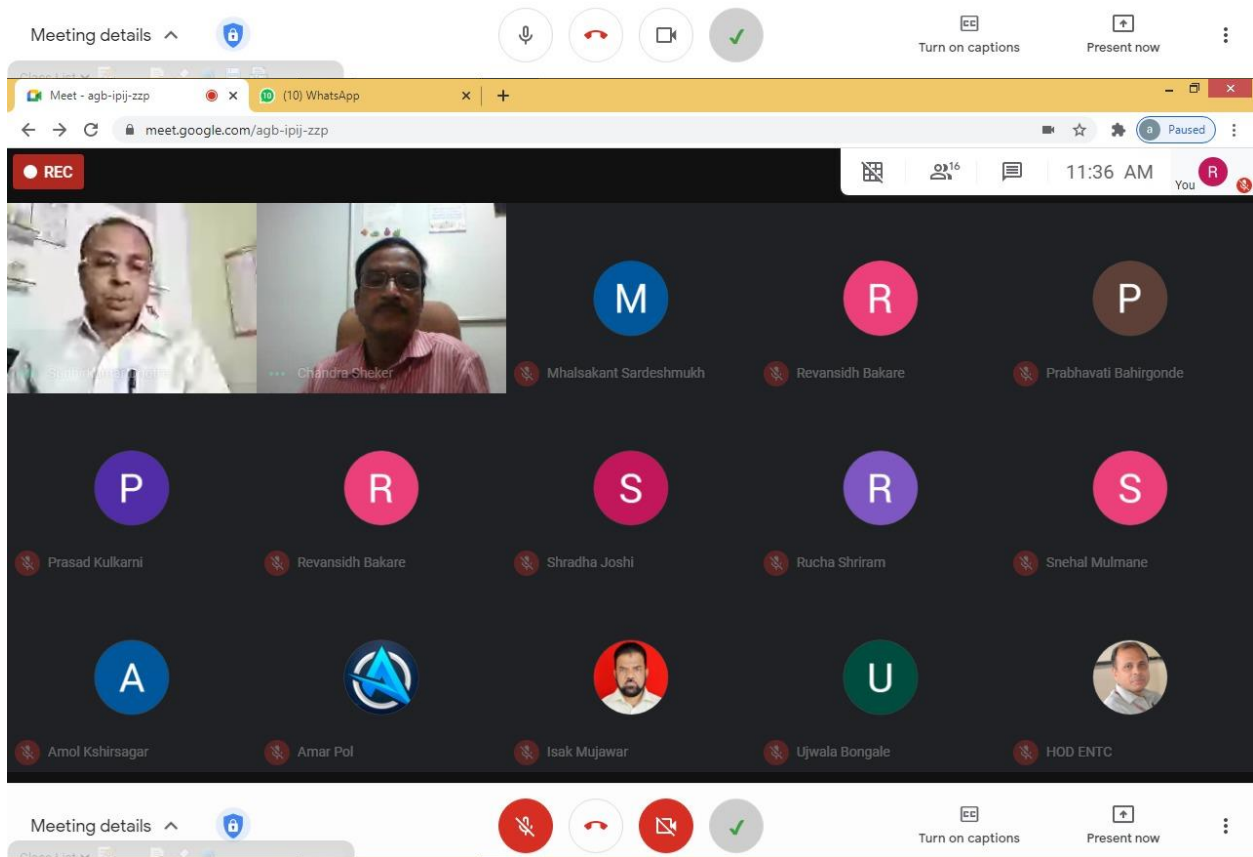 Meeting details
Turn on captions
Present now
Meet - agb-ipij-zzp
(10) WhatsApp
meet.google.com/agb-ipij-zzp
a Paused
REC
16
11:36 AM
You R
M
R
P
Chandra Sheker
Mhalsakant Sardeshmukh
Revansidh Bakare
Prabhavati Bahirgonde
P
R
S
R
S
Prasad Kulkarni
Revansidh Bakare
Shradha Joshi
Rucha Shriram
Snehal Mulmane
A
U
Amol Kshirsagar
Amar Pol
Isak Mujawar
Ujwala Bongale
HOD ENTC
Meeting details
Turn on captions
Present now